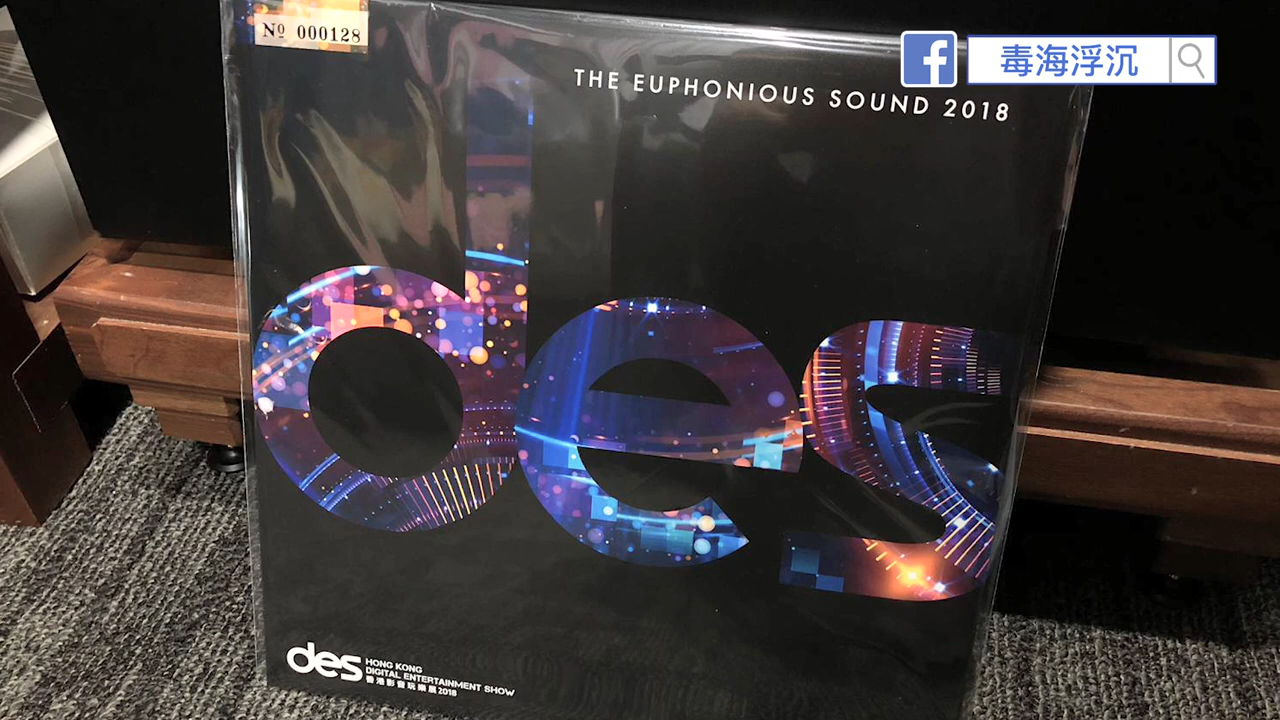 Nº 000128
THE EUPHONIOUS SOUND 2018
f 毒海浮沉
des
des HONG KONG
DIGITAL ENTERTAINMENT SHOW
香港影音玩樂展2018